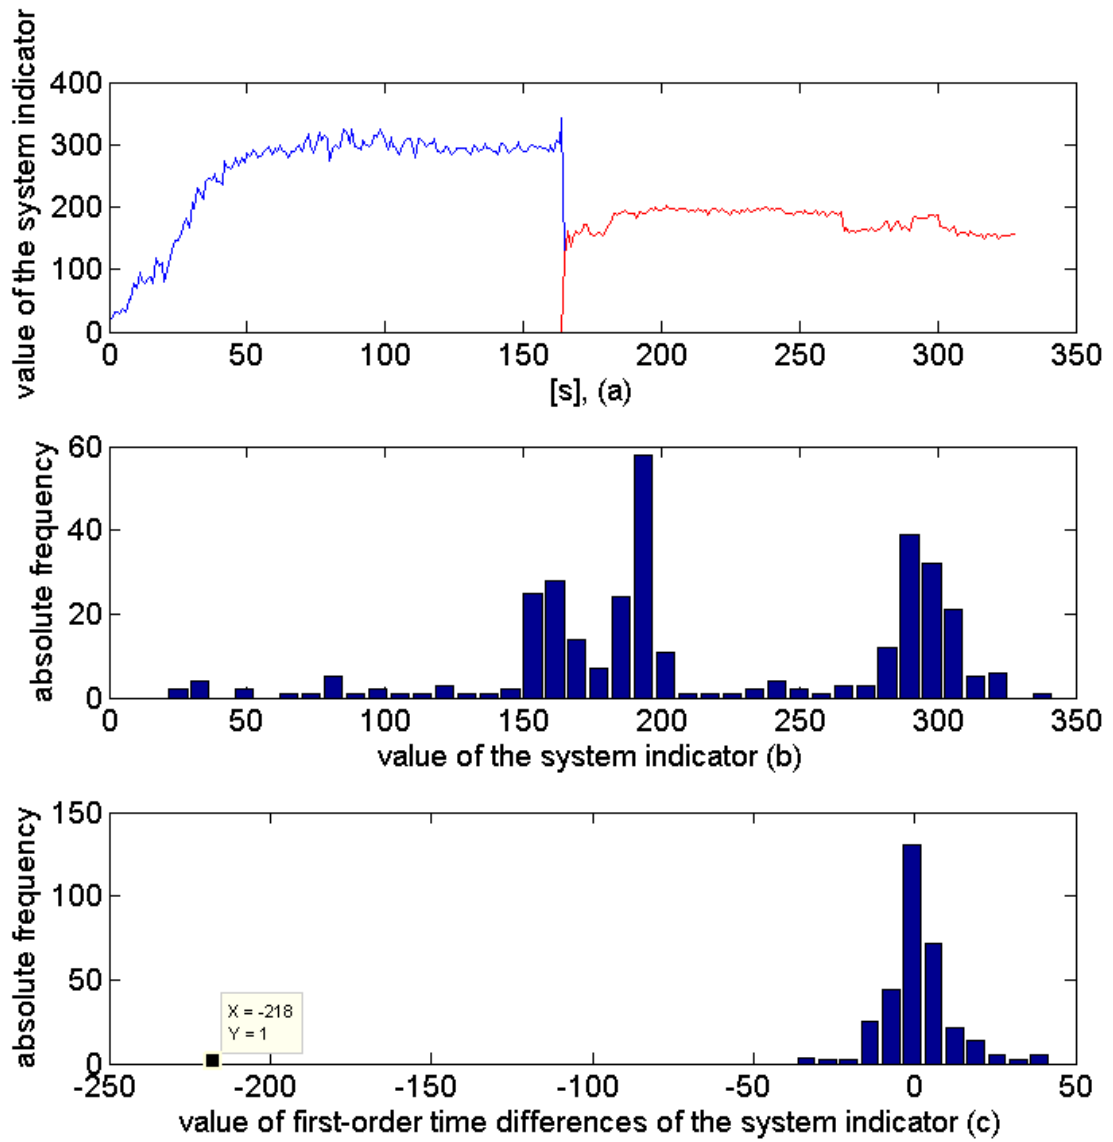 value of the system indicator
400
300
200
100
0
0 50 100 150 200 250 300 350
[s], (a)
absolute frequency
60
40
20
0
0 50 100 150 200 250 300 350
value of the system indicator (b)
absolute frequency
150
100
50
0
X = -218
Y = 1
-250 -200 -150 -100 -50 0 50
value of first-order time differences of the system indicator (c)